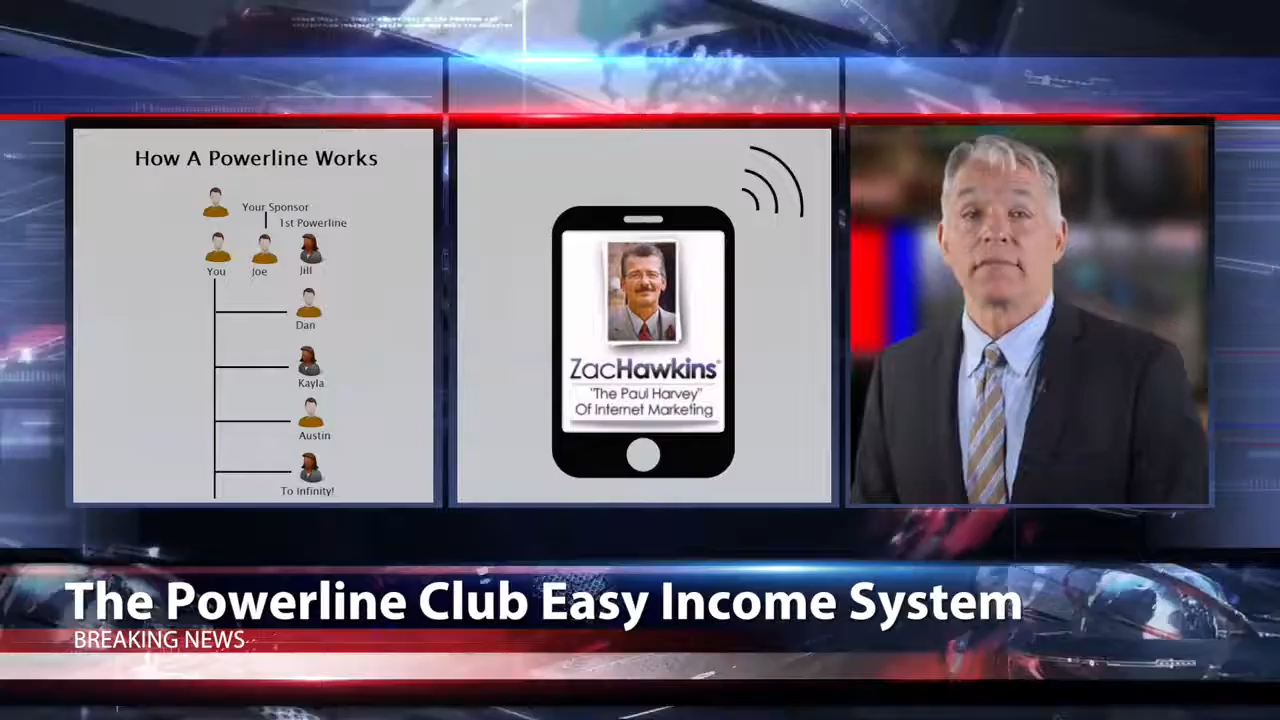 How A Powerline Works
Your Sponsor
1st Powerline
You
Joe
Jill
Dan
Kayla
Austin
To Infinity!
ZacHawkins®
"The Paul Harvey"
Of Internet Marketing
The Powerline Club Easy Income System
BREAKING NEWS